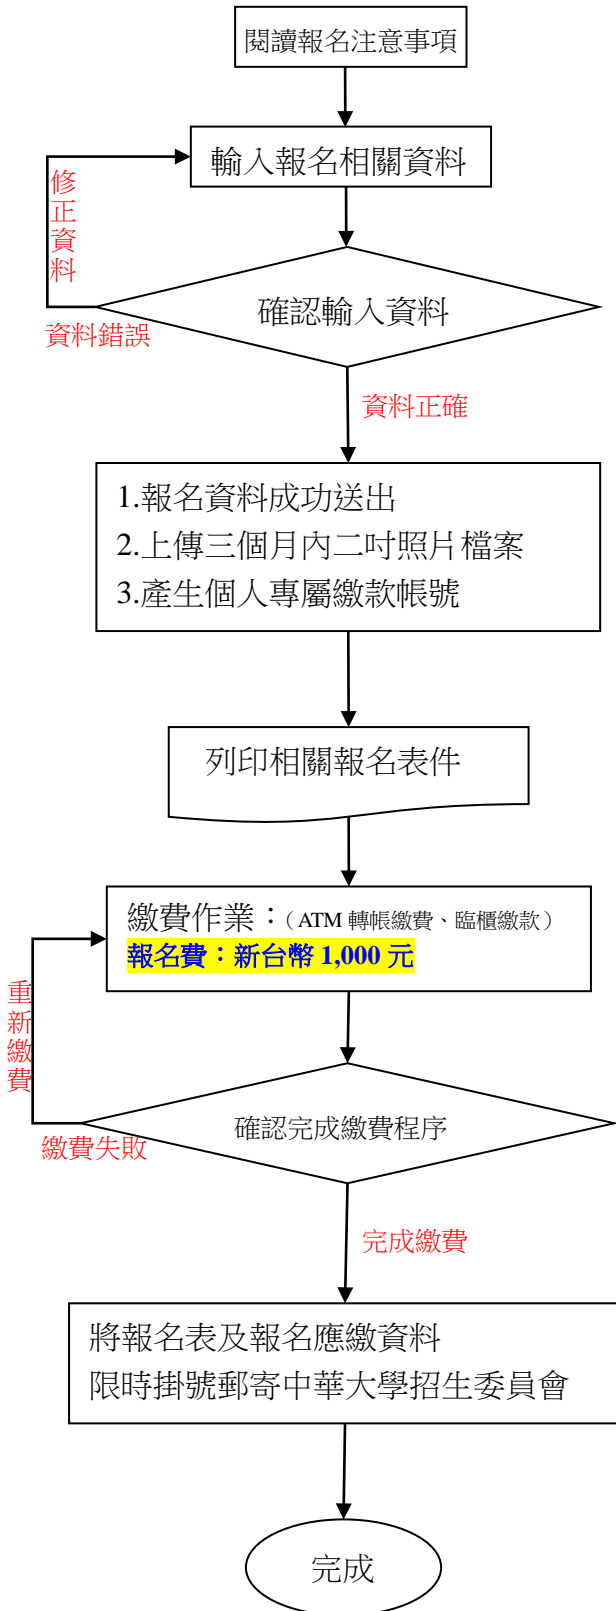 閱讀報名注意事項
輸入報名相關資料
修正資料
確認輸入資料
資料錯誤
資料正確
1.報名資料成功送出
2.上傳三個月內二吋照片檔案
3.產生個人專屬繳款帳號
列印相關報名表件
繳費作業：（ATM 轉帳繳費、臨櫃繳款）
報名費：新台幣 1,000 元
重新繳費
確認完成繳費程序
繳費失敗
完成繳費
將報名表及報名應繳資料
限時掛號郵寄中華大學招生委員會
完成